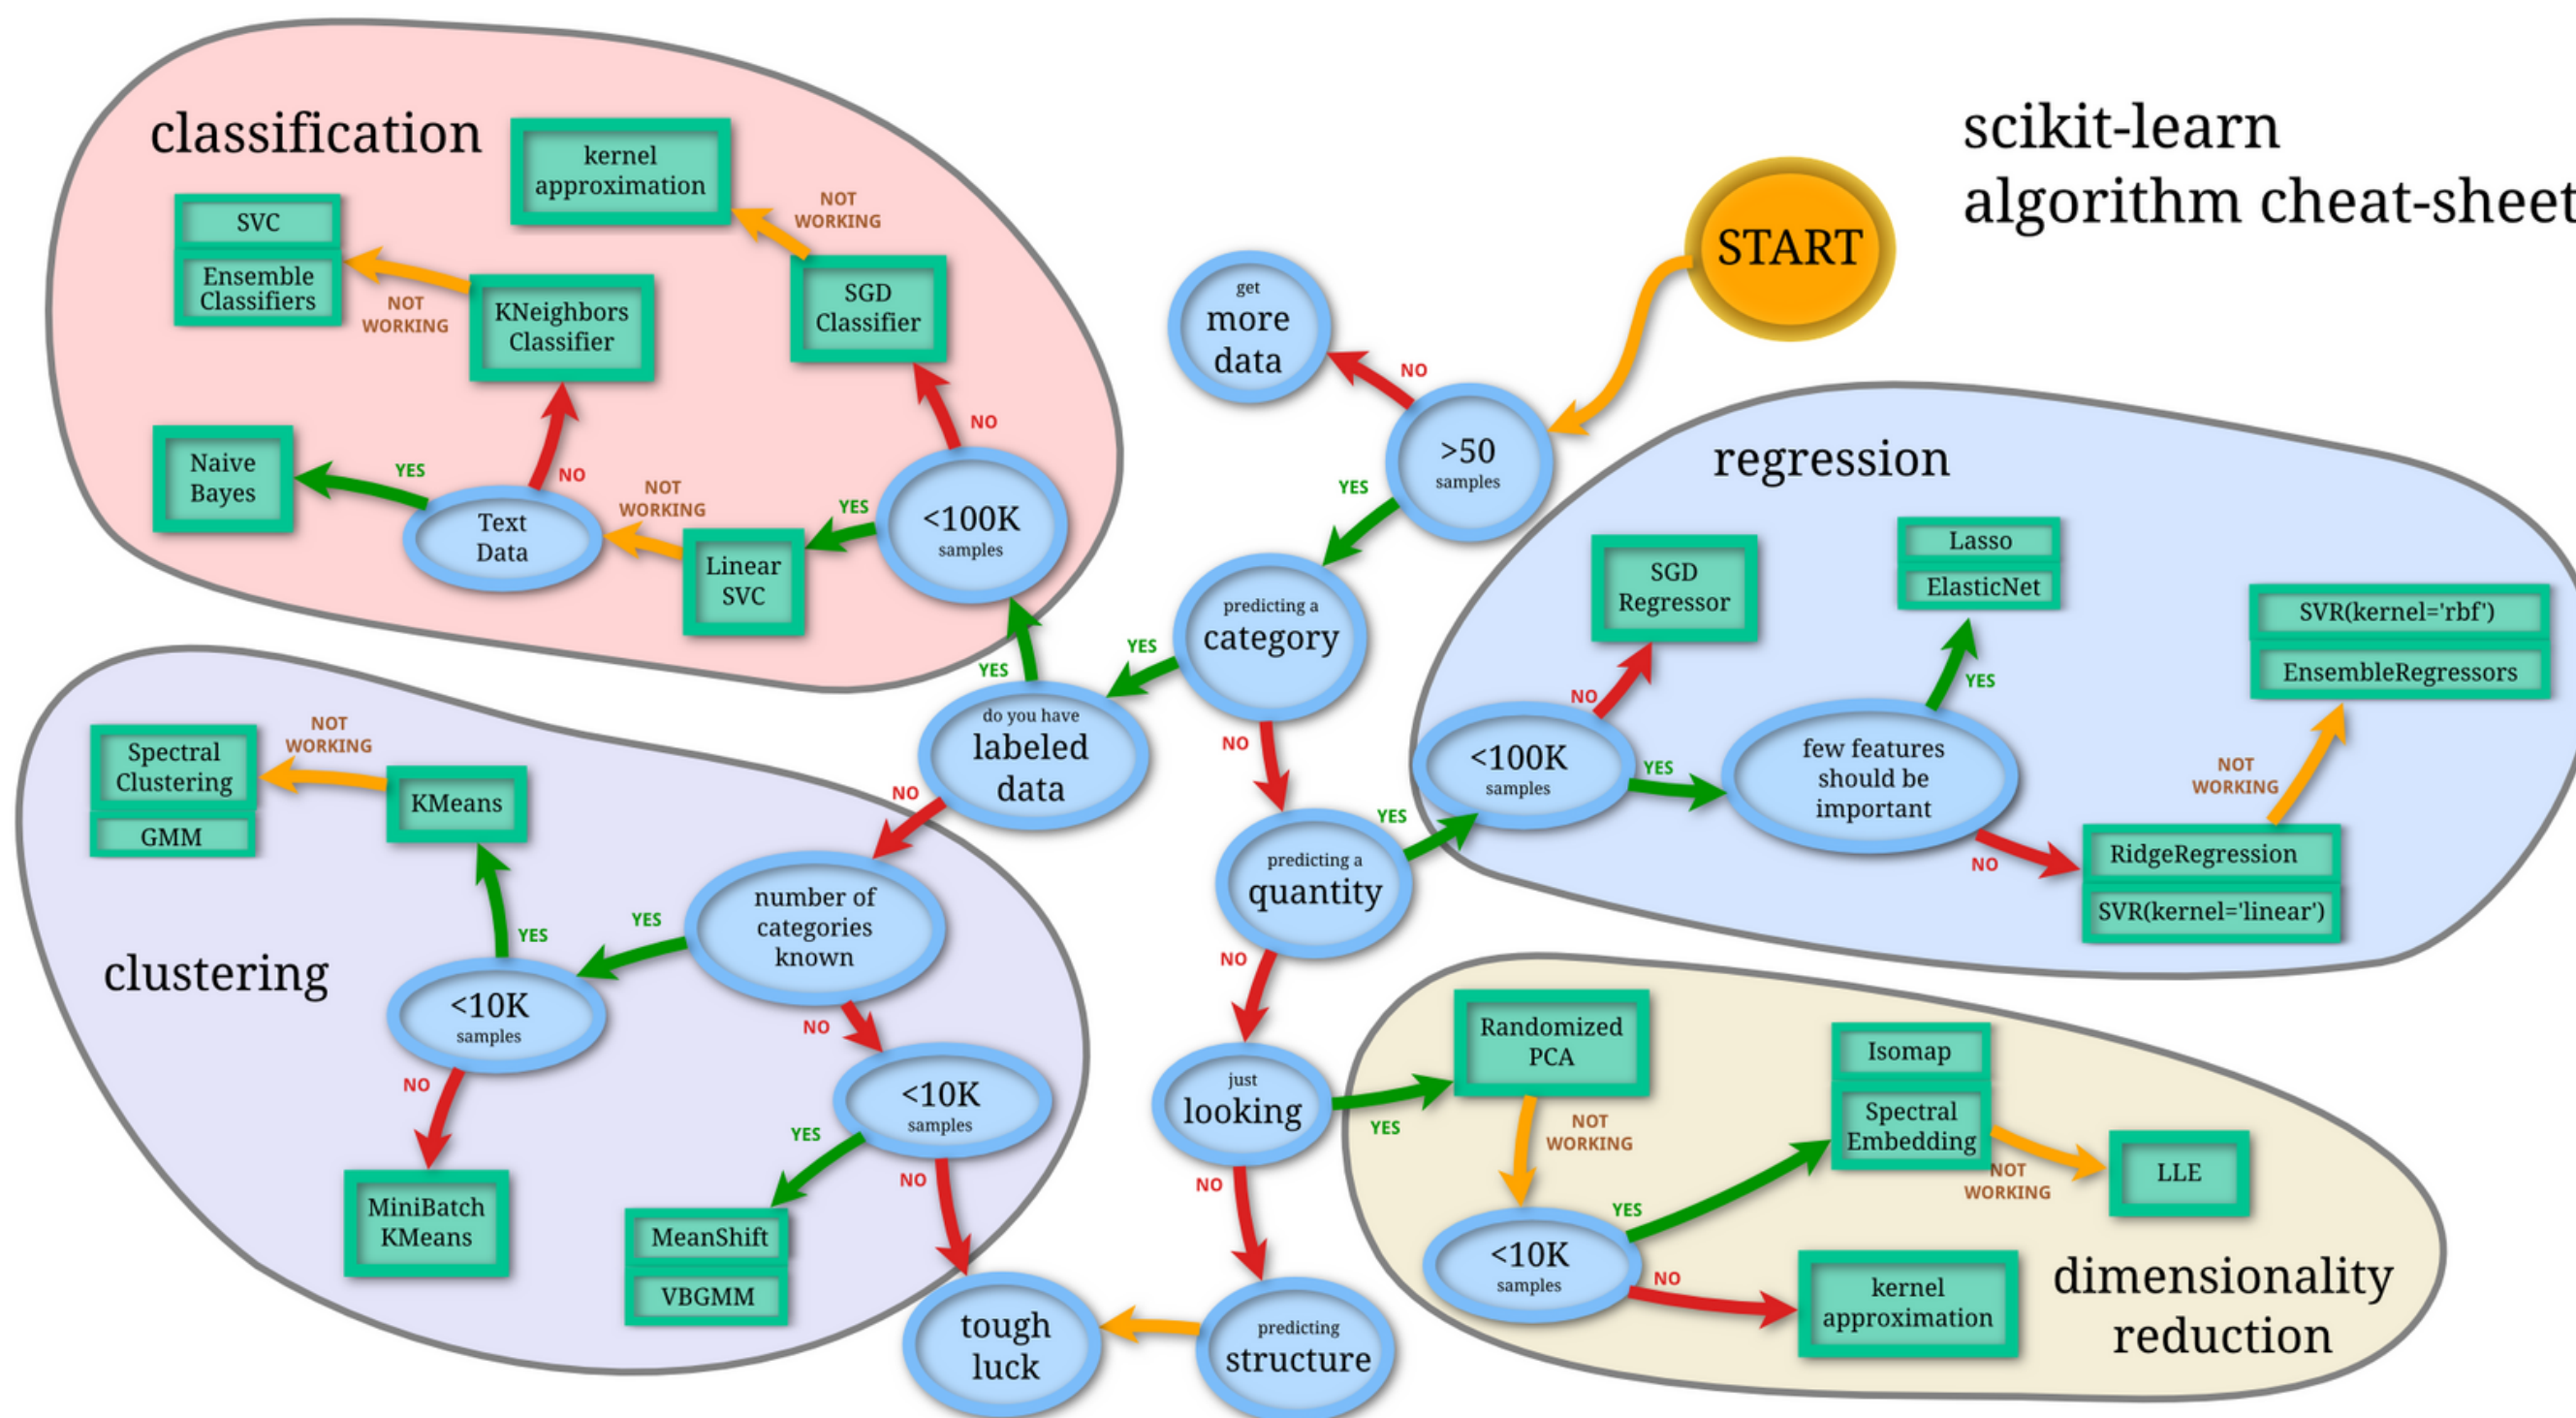 scikit-learn
algorithm cheat-sheet
START
get
more
data
NO
>50
samples
YES
predicting a
category
YES
NO
do you have
labeled
data
YES
NO
predicting a
quantity
YES
NO
just
looking
YES
NO
predicting
structure
tough
luck
classification
kernel
approximation
NOT
WORKING
SVC
Ensemble
Classifiers
NOT
WORKING
KNeighbors
Classifier
SGD
Classifier
NO
Naive
Bayes
YES
NO
Text
Data
NOT
WORKING
Linear
SVC
YES
<100K
samples
regression
SGD
Regressor
Lasso
ElasticNet
SVR(kernel='rbf')
EnsembleRegressors
NO
YES
<100K
samples
YES
few features
should be
important
NOT
WORKING
NO
RidgeRegression
SVR(kernel='linear')
clustering
Spectral
Clustering
GMM
NOT
WORKING
KMeans
YES
YES
number of
categories
known
<10K
samples
NO
NO
<10K
samples
YES
NO
MiniBatch
KMeans
MeanShift
VBGMM
Randomized
PCA
NOT
WORKING
Isomap
Spectral
Embedding
NOT
WORKING
LLE
YES
<10K
samples
NO
kernel
approximation
dimensionality
reduction